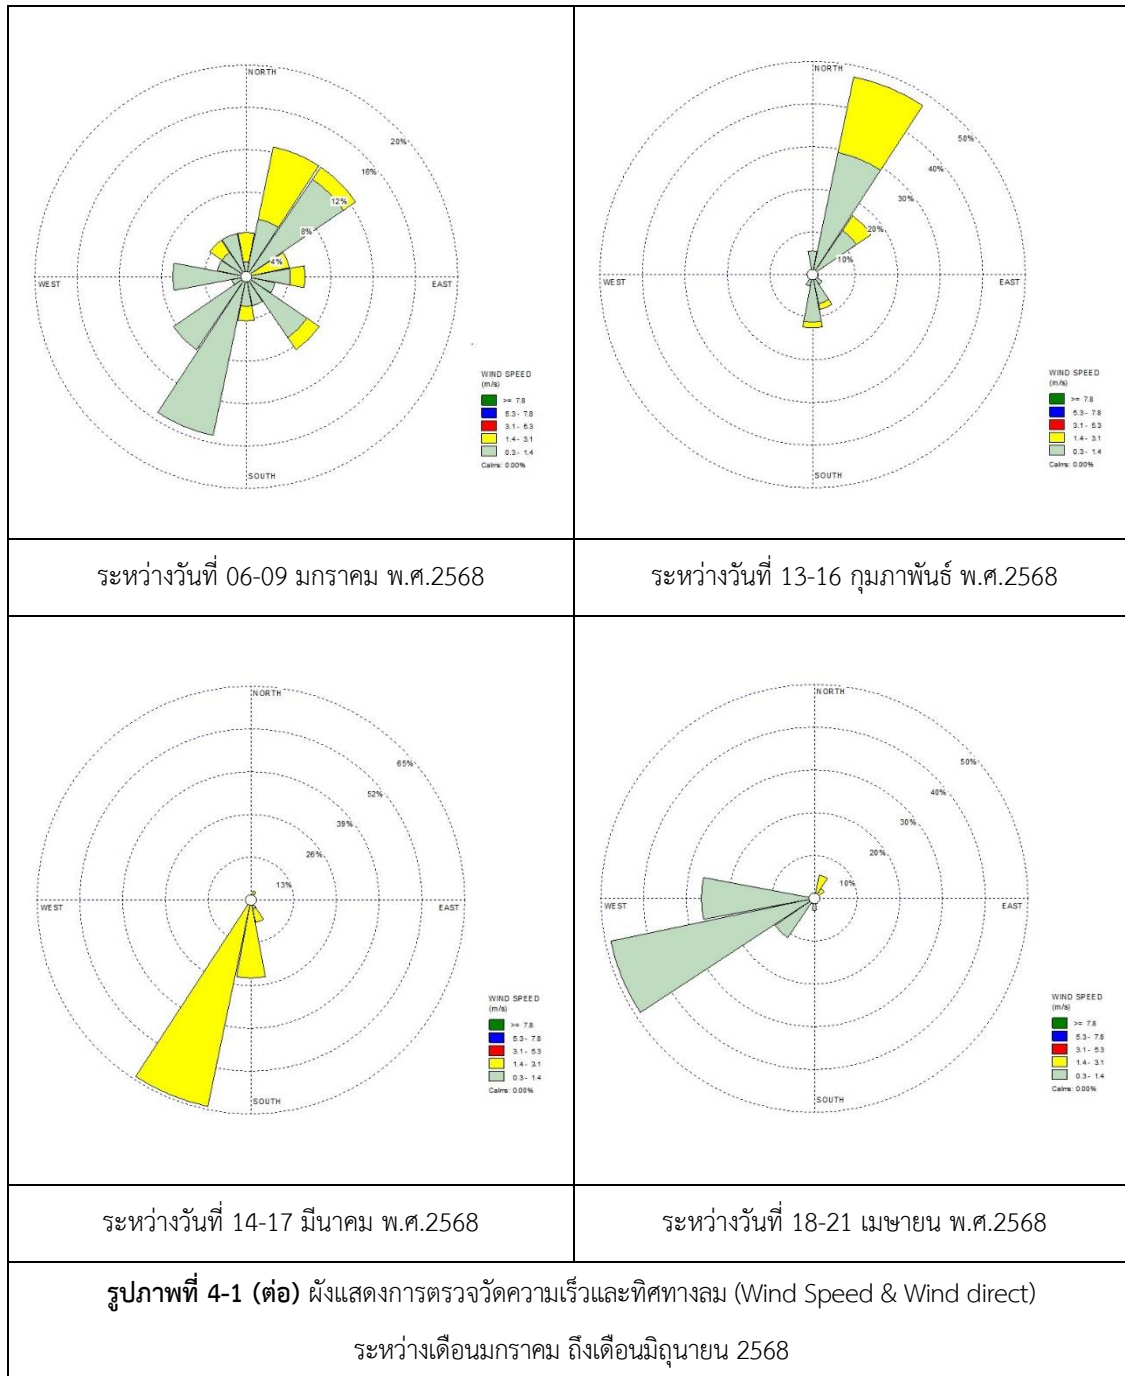 NORTH
20%
16%
12%
8%
4%
WEST
EAST
SOUTH
WIND SPEED
(m/s)
>= 7.8
5.3 - 7.8
3.1 - 5.3
1.4 - 3.1
0.3 - 1.4
Calms: 0.00%
NORTH
50%
40%
30%
20%
10%
WEST
EAST
SOUTH
WIND SPEED
(m/s)
>= 7.8
5.3 - 7.8
3.1 - 5.3
1.4 - 3.1
0.3 - 1.4
Calms: 0.00%
ระหว่างวันที่ 06-09 มกราคม พ.ศ.2568
ระหว่างวันที่ 13-16 กุมภาพันธ์ พ.ศ.2568
NORTH
65%
52%
39%
26%
13%
WEST
EAST
SOUTH
WIND SPEED
(m/s)
>= 7.8
5.3 - 7.8
3.1 - 5.3
1.4 - 3.1
0.3 - 1.4
Calms: 0.00%
NORTH
50%
40%
30%
20%
10%
WEST
EAST
SOUTH
WIND SPEED
(m/s)
>= 7.8
5.3 - 7.8
3.1 - 5.3
1.4 - 3.1
0.3 - 1.4
Calms: 0.00%
ระหว่างวันที่ 14-17 มีนาคม พ.ศ.2568
ระหว่างวันที่ 18-21 เมษายน พ.ศ.2568
รูปภาพที่ 4-1 (ต่อ) ผังแสดงการตรวจวัดความเร็วและทิศทางลม (Wind Speed & Wind direct)
ระหว่างเดือนมกราคม ถึงเดือนมิถุนายน 2568